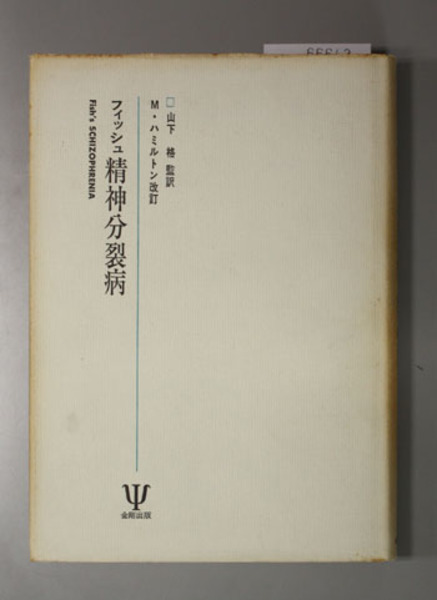 □山下 格 監訳
M・ハミルトン改訂
フィッシュ 精神分裂病
Fish's SCHIZOPHRENIA
Ψ
金剛出版